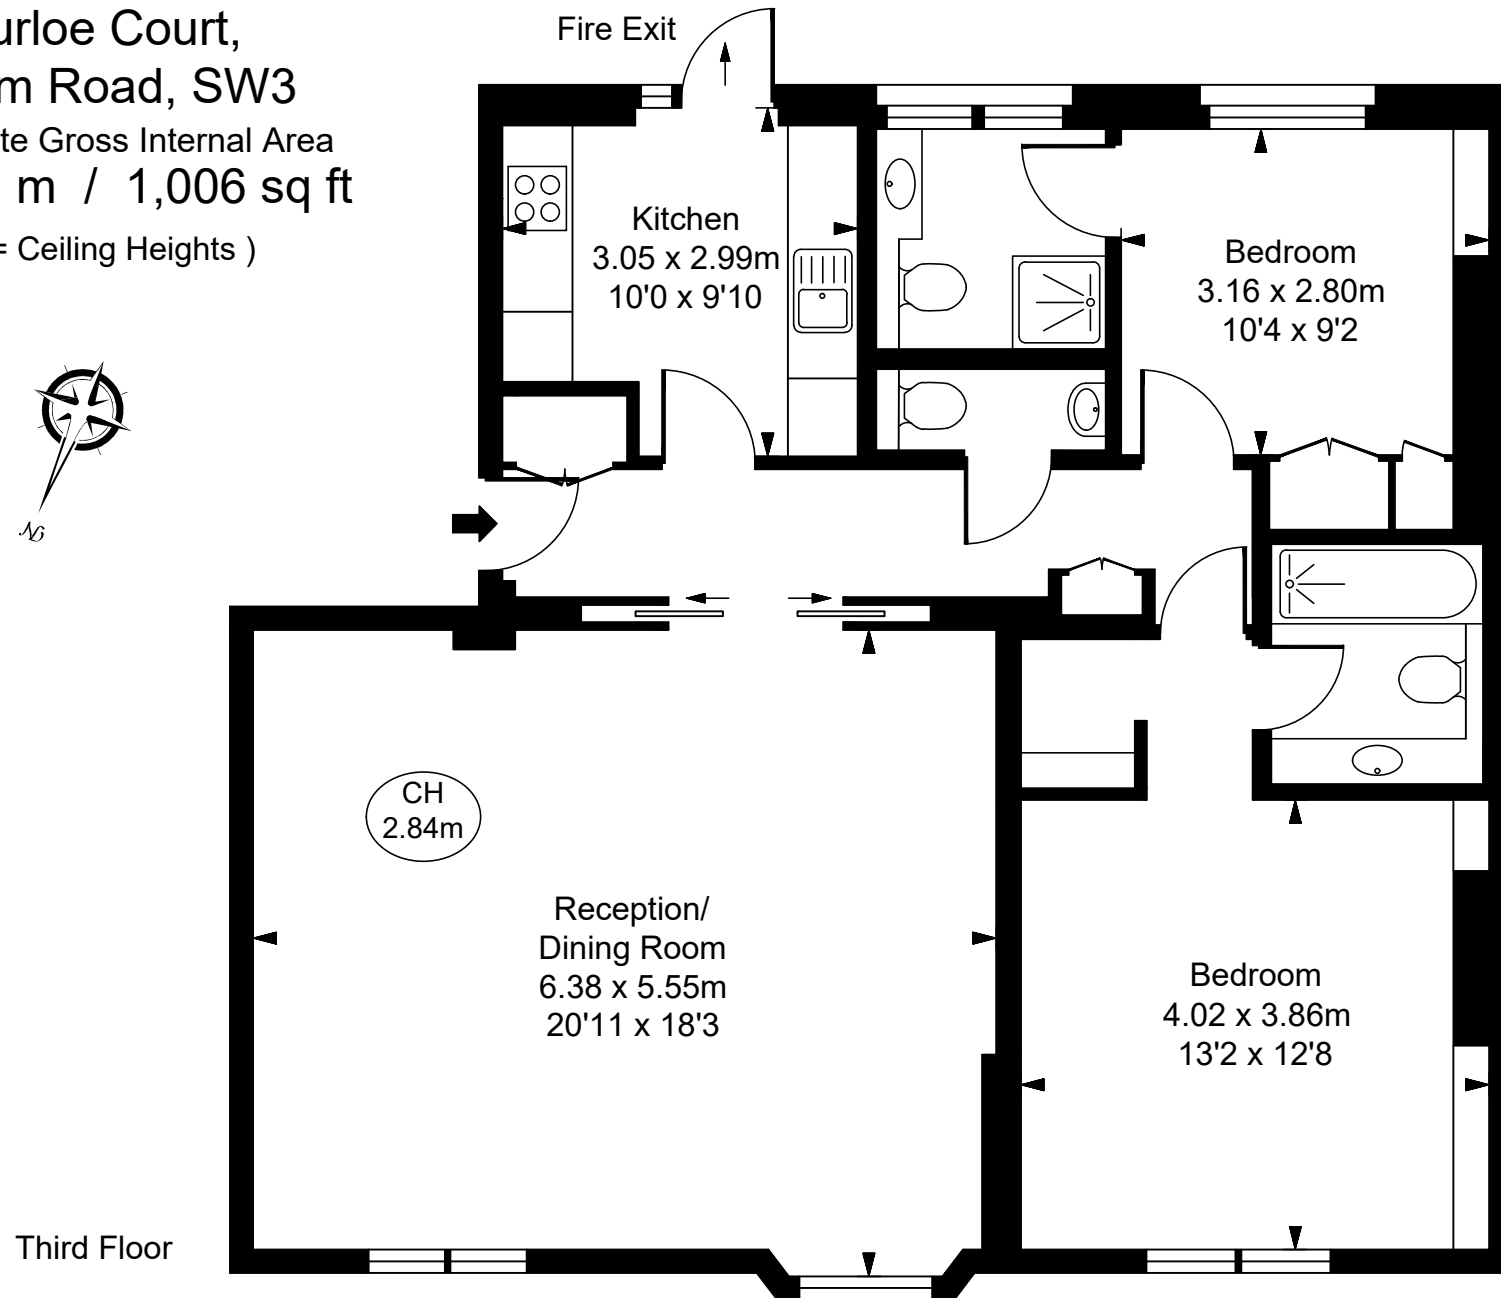 urloe Court,
m Road, SW3
te Gross Internal Area
m / 1,006 sq ft
= Ceiling Heights )
Fire Exit
Kitchen
3.05 x 2.99m
10'0 x 9'10
Bedroom
3.16 x 2.80m
10'4 x 9'2
N
CH
2.84m
Reception/
Dining Room
6.38 x 5.55m
20'11 x 18'3
Bedroom
4.02 x 3.86m
13'2 x 12'8
Third Floor